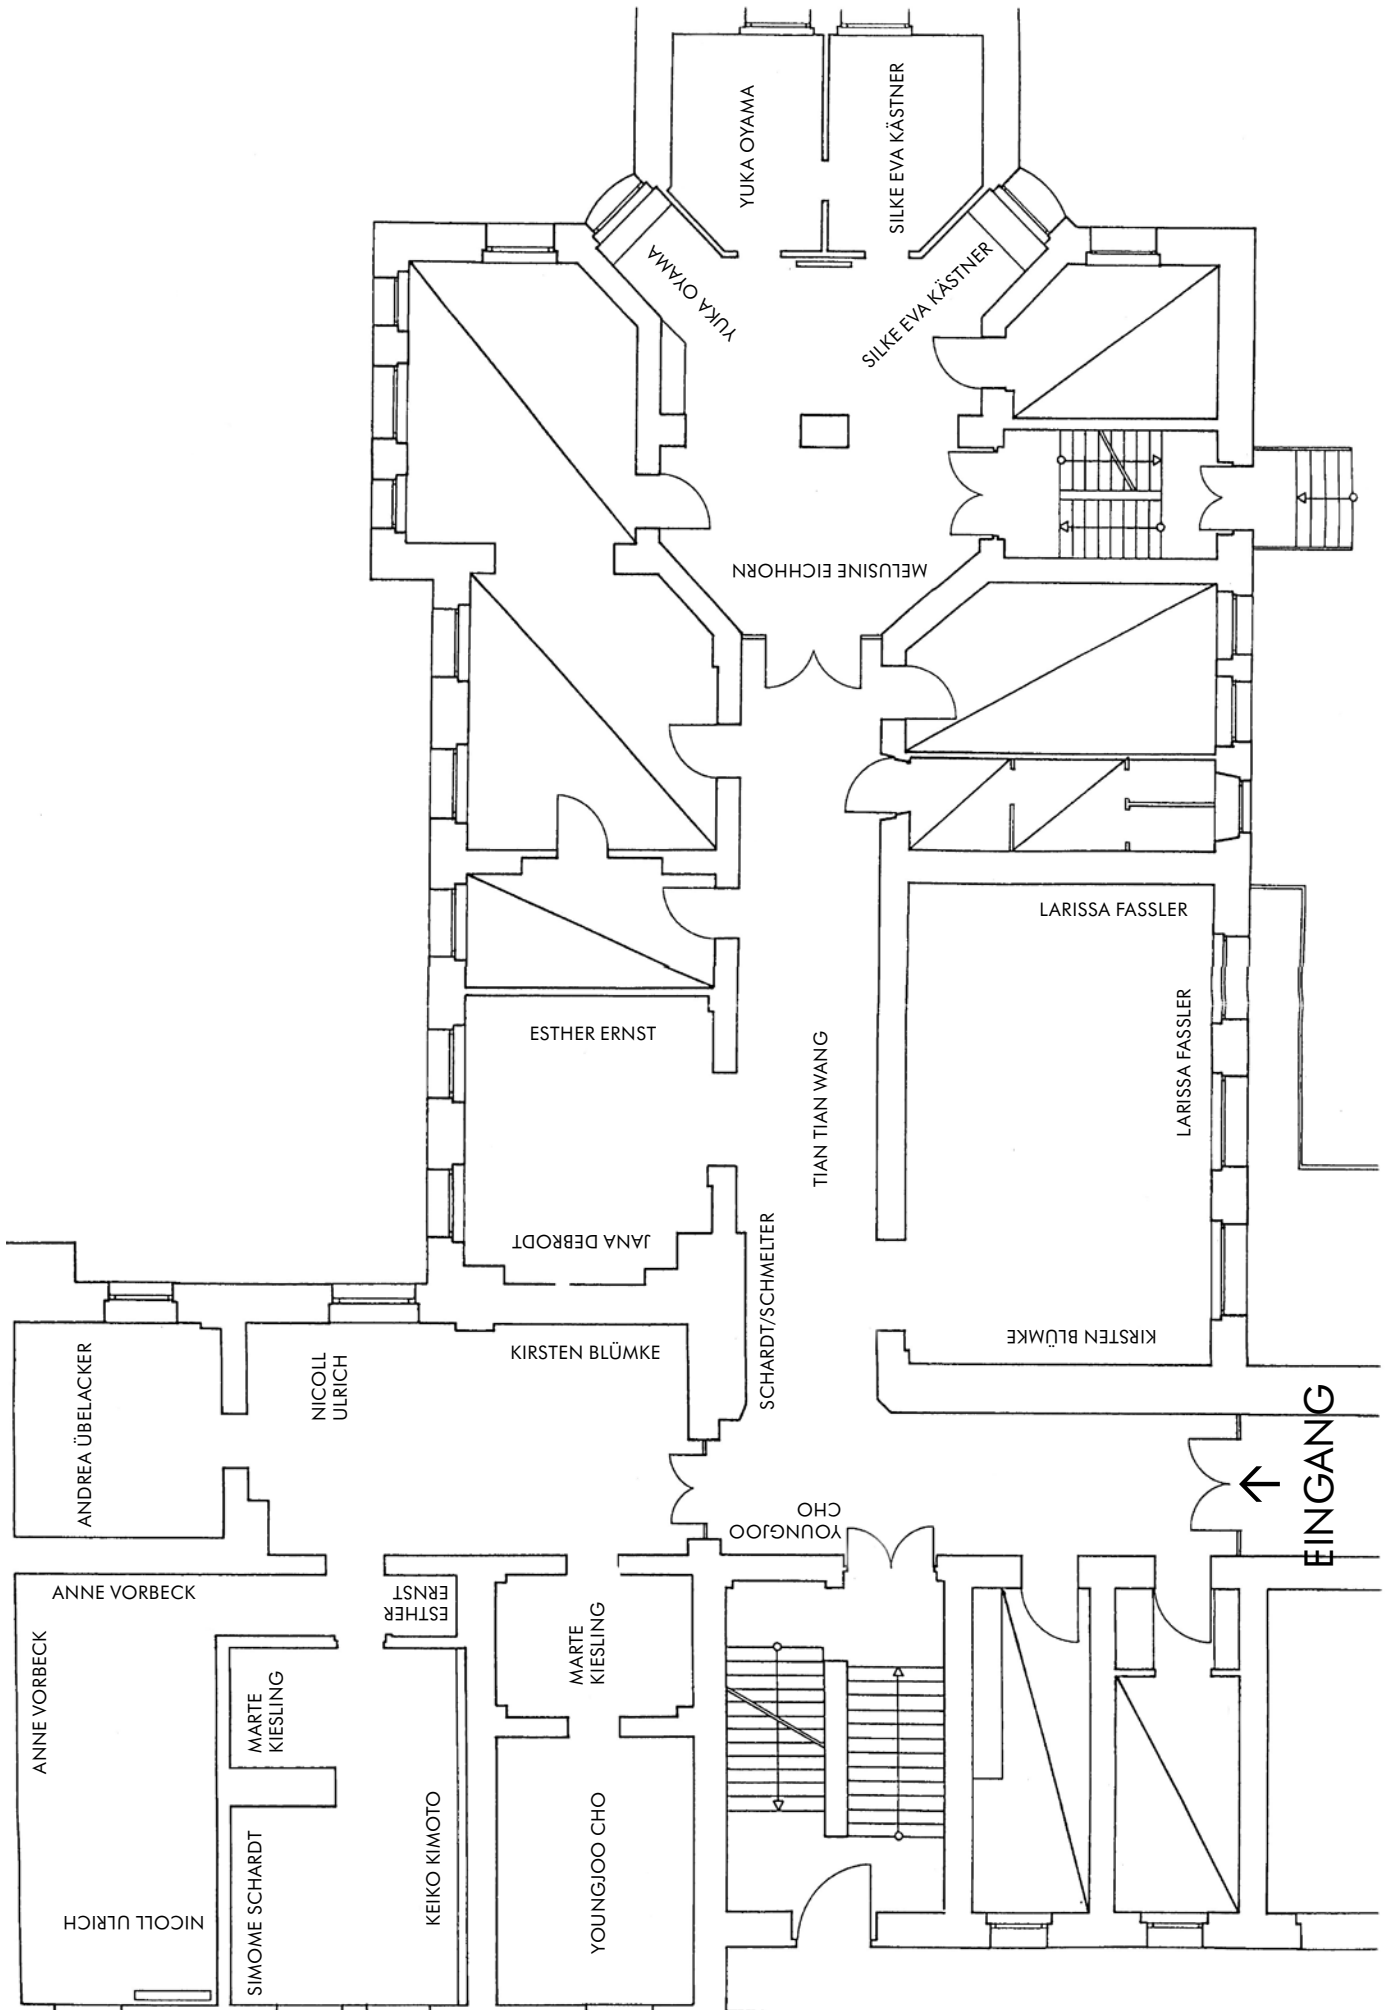 YUKA OYAMA
SILKE EVA KÄSTNER
YUKA OYAMA
SILKE EVA KÄSTNER
MELUSINE EICHHORN
LARISSA FASSLER
ESTHER ERNST
LARISSA FASSLER
TIAN TIAN WANG
JANA DEBRODT
SCHARDT/SCHMELTER
KIRSTEN BLÜMKE
KIRSTEN BLÜMKE
ANDREA ÜBELACKER
NICOLL
ULRICH
EINGANG
YOUNGJOO
CHO
ANNE VORBECK
ESTHER
ERNST
ANNE VORBECK
MARTE
KIESLING
MARTE
KIESLING
SIMOME SCHARDT
KEIKO KIMOTO
YOUNGJOO CHO
NICOLL ULRICH